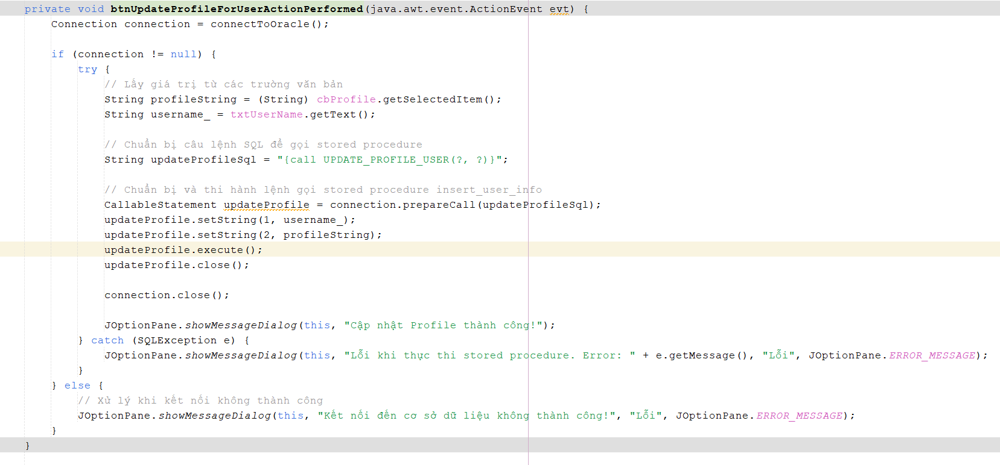 private void btnUpdateProfileForUserActionPerformed(java.awt.event.ActionEvent evt) {
    Connection connection = connectToOracle();

    if (connection != null) {
        try {
            // Lấy giá trị từ các trường văn bản
            String profileString = (String) cbProfile.getSelectedItem();
            String username_ = txtUserName.getText();

            // Chuẩn bị câu lệnh SQL để gọi stored procedure
            String updateProfileSql = "{call UPDATE_PROFILE_USER(?, ?)}";

            // Chuẩn bị và thi hành lệnh gọi stored procedure insert_user_info
            CallableStatement updateProfile = connection.prepareCall(updateProfileSql);
            updateProfile.setString(1, username_);
            updateProfile.setString(2, profileString);
            updateProfile.execute();
            updateProfile.close();

            connection.close();

            JOptionPane.showMessageDialog(this, "Cập nhật Profile thành công!");
        } catch (SQLException e) {
            JOptionPane.showMessageDialog(this, "Lỗi khi thực thi stored procedure. Error: " + e.getMessage(), "Lỗi", JOptionPane.ERROR_MESSAGE);
        }
    } else {
        // Xử lý khi kết nối không thành công
        JOptionPane.showMessageDialog(this, "Kết nối đến cơ sở dữ liệu không thành công!", "Lỗi", JOptionPane.ERROR_MESSAGE);
    }
}